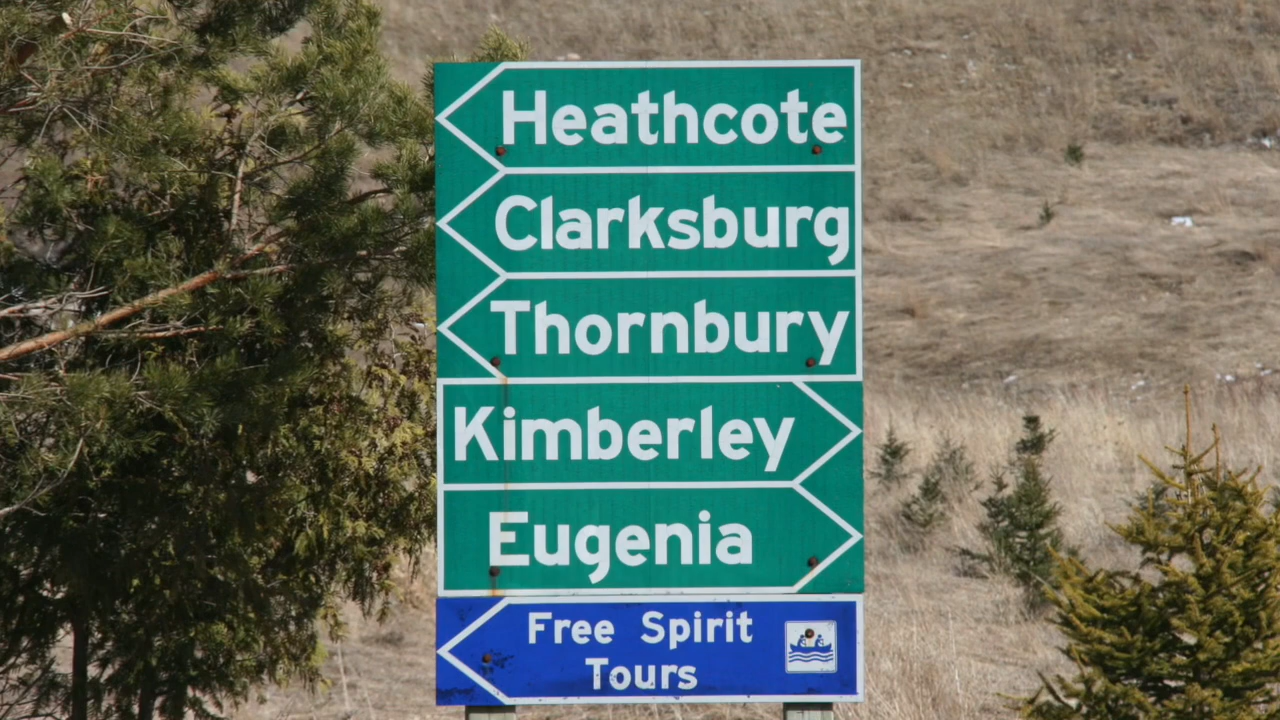 Heathcote
Clarksburg
Thornbury
Kimberley
Eugenia
Free Spirit
Tours